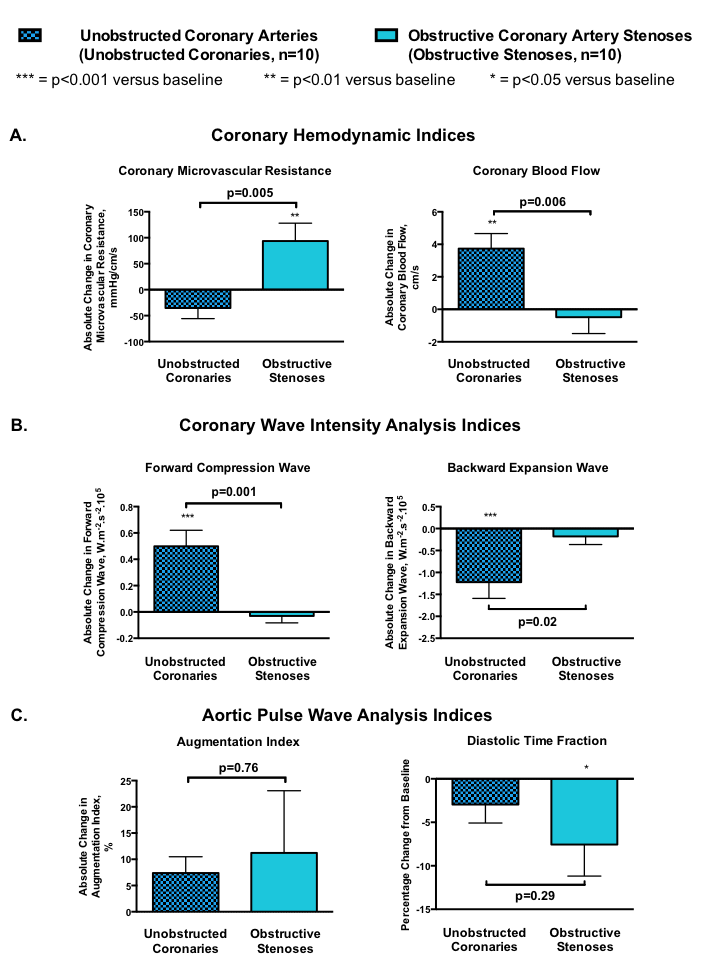 Unobstructed Coronary Arteries
(Unobstructed Coronaries, n=10)
Obstructive Coronary Artery Stenoses
(Obstructive Stenoses, n=10)
*** = p<0.001 versus baseline
** = p<0.01 versus baseline
* = p<0.05 versus baseline
A.
Coronary Hemodynamic Indices
Coronary Microvascular Resistance
p=0.005
**
Absolute Change in Coronary
Microvascular Resistance,
mmHg/cm/s
150
100
50
0
-50
-100
Unobstructed
Coronaries
Obstructive
Stenoses
Coronary Blood Flow
p=0.006
**
Absolute Change in
Coronary Blood Flow,
cm/s
6
4
2
0
-2
Unobstructed
Coronaries
Obstructive
Stenoses
B.
Coronary Wave Intensity Analysis Indices
Forward Compression Wave
p=0.001
***
Absolute Change in Forward
Compression Wave, W.m⁻².s⁻².10⁵
0.8
0.6
0.4
0.2
0.0
-0.2
Unobstructed
Coronaries
Obstructive
Stenoses
Backward Expansion Wave
***
Absolute Change in Backward
Expansion Wave, W.m⁻².s⁻².10⁵
0.5
0.0
-0.5
-1.0
-1.5
-2.0
-2.5
p=0.02
Unobstructed
Coronaries
Obstructive
Stenoses
C.
Aortic Pulse Wave Analysis Indices
Augmentation Index
p=0.76
Absolute Change in
Augmentation Index,
%
25
20
15
10
5
0
Unobstructed
Coronaries
Obstructive
Stenoses
Diastolic Time Fraction
*
Percentage Change from Baseline
0
-5
-10
-15
p=0.29
Unobstructed
Coronaries
Obstructive
Stenoses